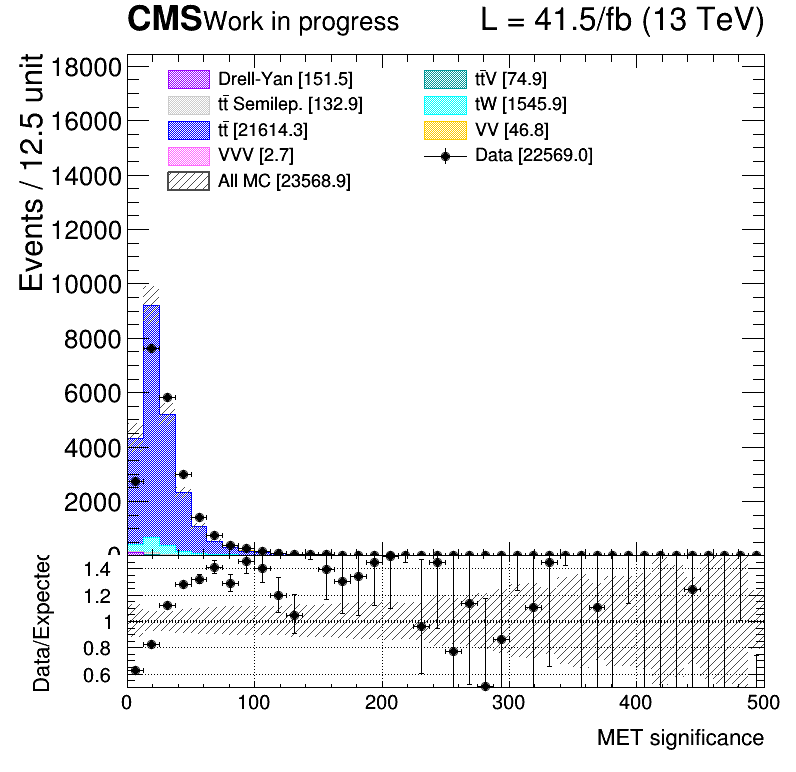 CMS Work in progress L = 41.5/fb (13 TeV)
Events / 12.5 unit
18000
16000
14000
12000
10000
8000
6000
4000
2000
0
Drell-Yan [151.5]
tt̄ Semilep. [132.9]
tt̄ [21614.3]
VVV [2.7]
All MC [23568.9]
tt̄V [74.9]
tW [1545.9]
VV [46.8]
Data [22569.0]
Data/Expected
1.4
1.2
1
0.8
0.6
0 100 200 300 400 500
MET significance